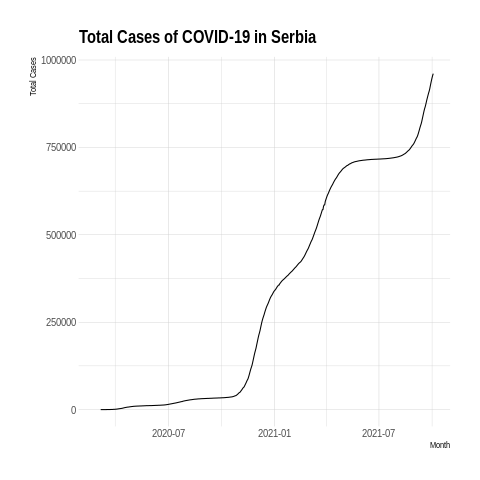 Total Cases of COVID-19 in Serbia
Total Cases
1000000
750000
500000
250000
0
2020-07
2021-01
2021-07
Month